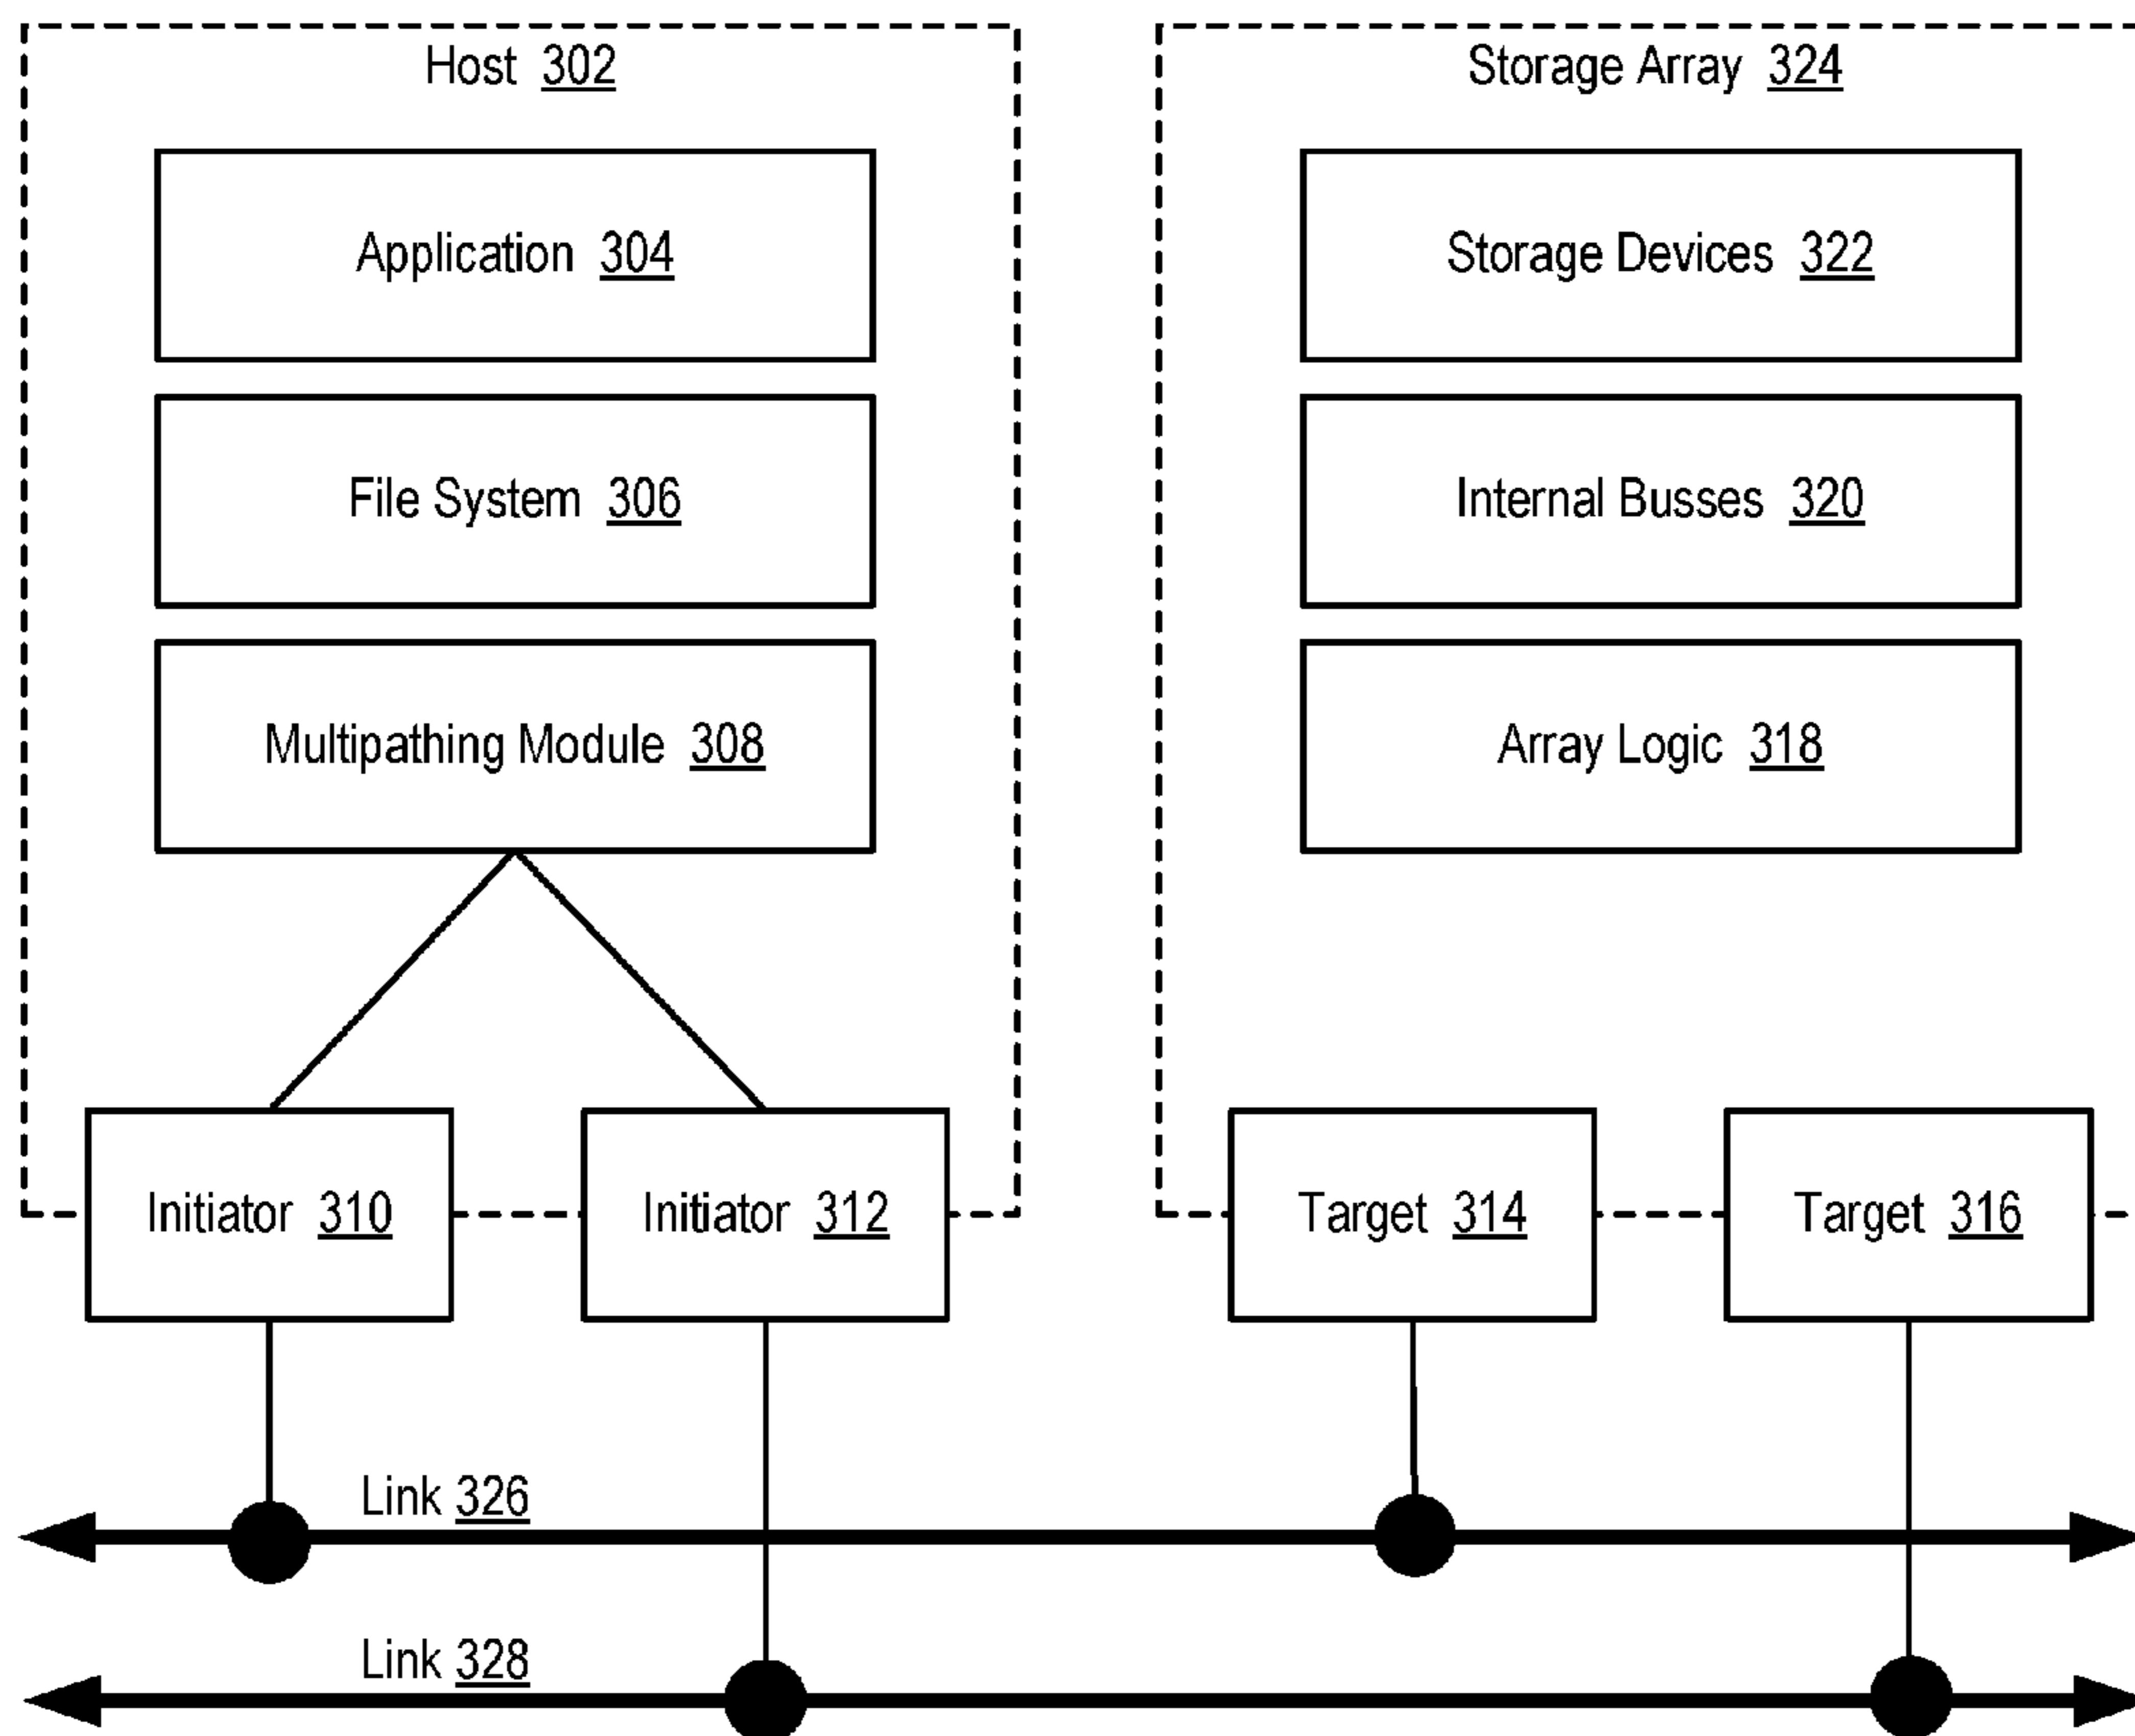 Host 302
Application 304
File System 306
Multipathing Module 308
Initiator 310
Initiator 312
Storage Array 324
Storage Devices 322
Internal Busses 320
Array Logic 318
Target 314
Target 316
Link 326
Link 328